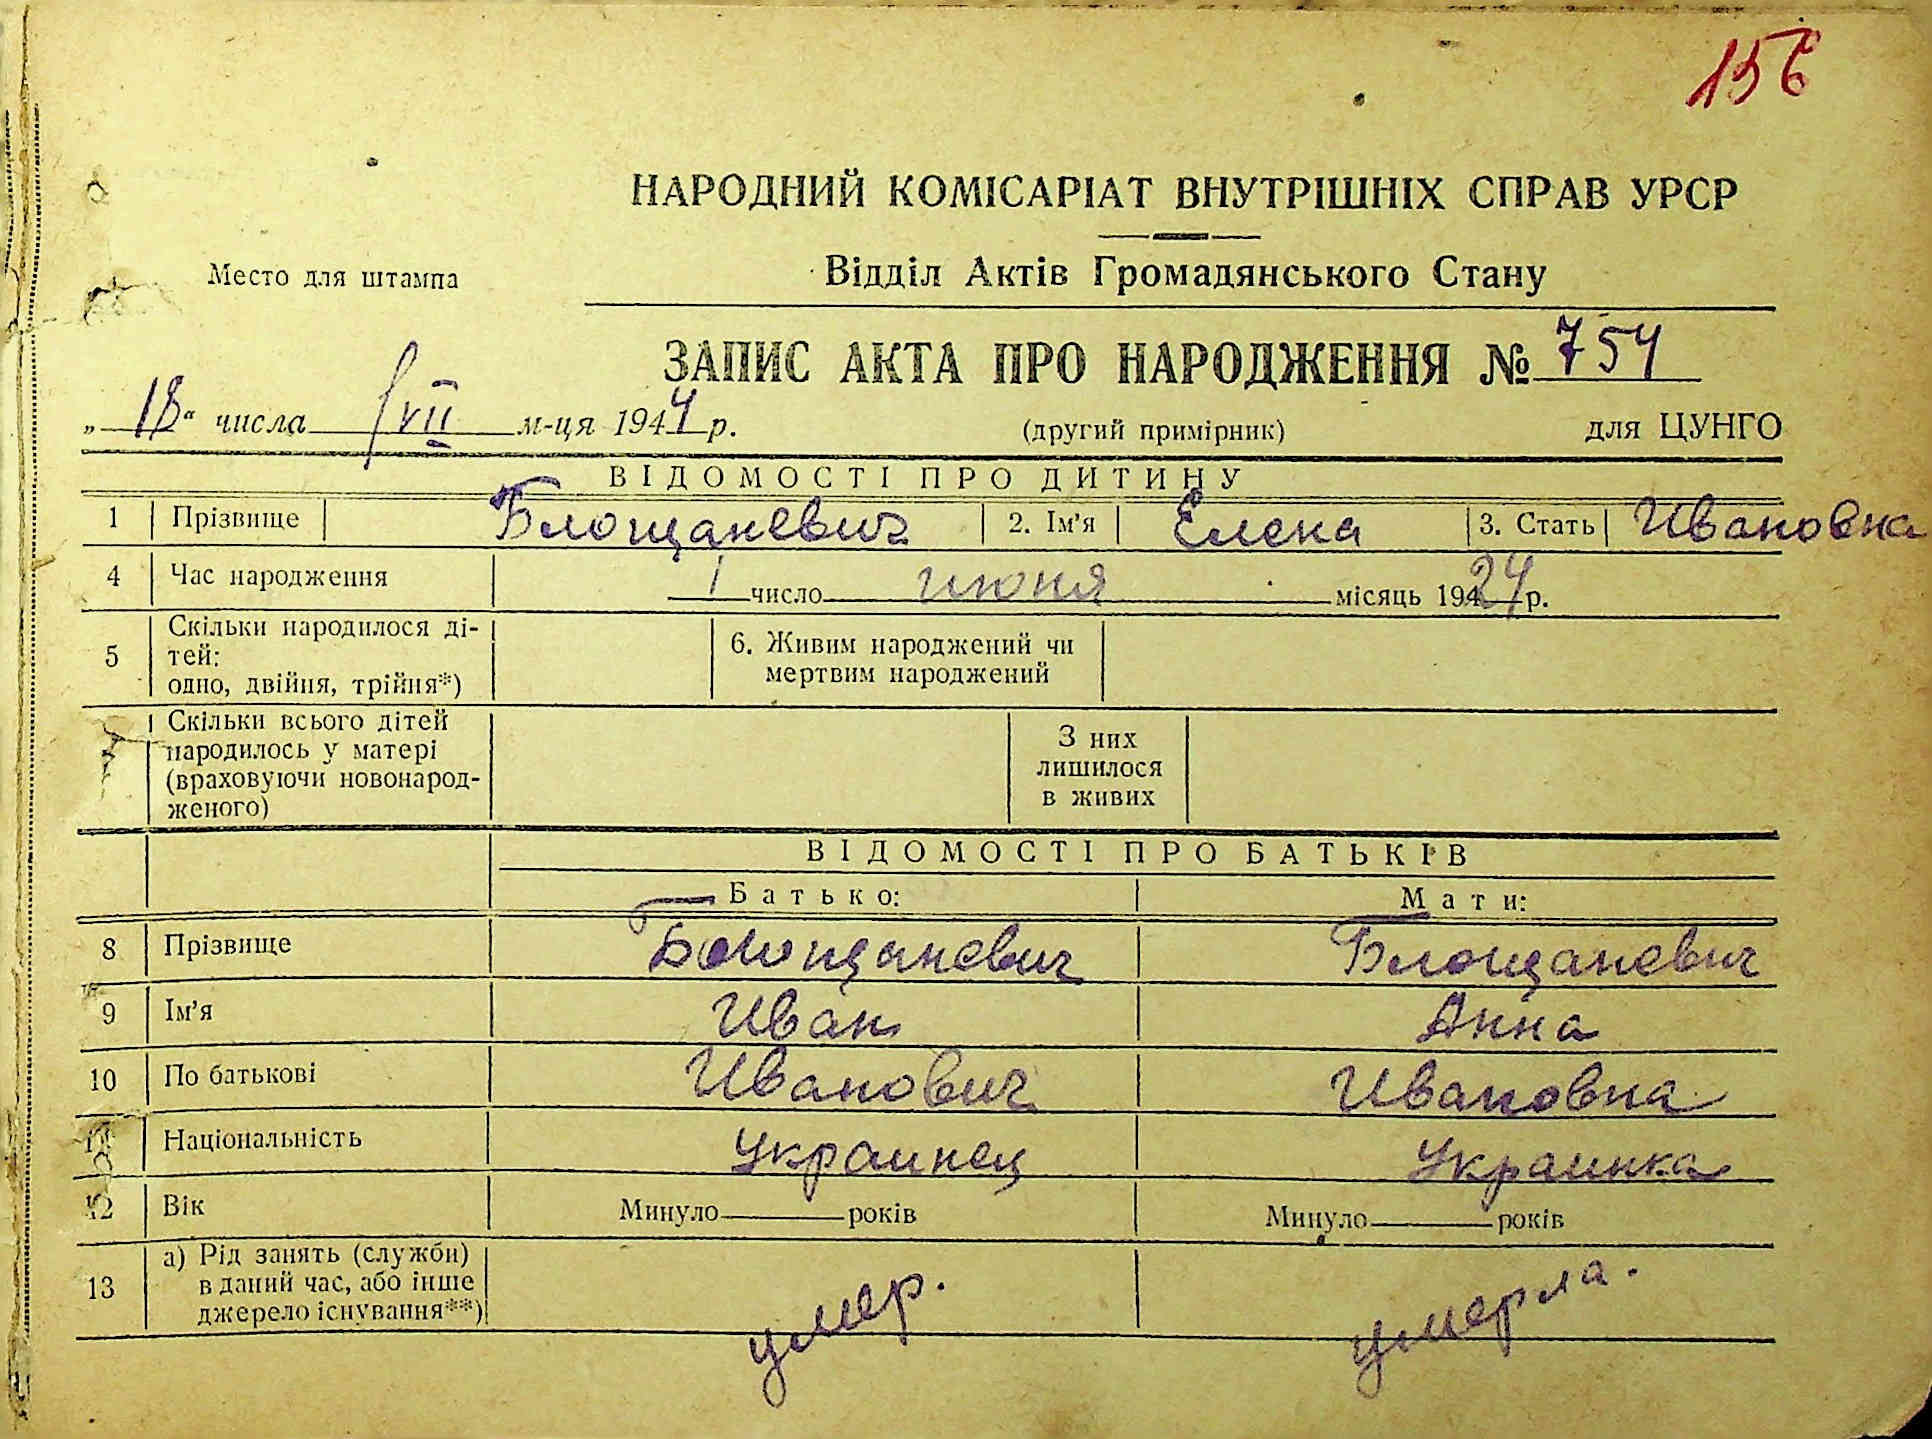 156
НАРОДНИЙ КОМІСАРІАТ ВНУТРІШНІХ СПРАВ УРСР
Место для штампа
Відділ Актів Громадянського Стану
ЗАПИС АКТА ПРО НАРОДЖЕННЯ № 754
„18“ числа VII м-ця 1944 р. (другий примірник) для ЦУНГО
ВІДОМОСТІ ПРО ДИТИНУ
1 Прізвище Блощаневич 2. Ім’я Елена 3. Стать Ивановна
4 Час народження 1 число июня місяць 1924 р.
5 Скільки народилося ді-
тей:
одно, двійня, трійня*)
6. Живим народжений чи
мертвим народжений
7 Скільки всього дітей
народилось у матері
(враховуючи новонарод-
женого)
З них
лишилося
в живих
ВІДОМОСТІ ПРО БАТЬКІВ
Батько: Мати:
8 Прізвище Блощаневич Блощаневич
9 Ім’я Иван Анна
10 По батькові Иванович Ивановна
11 Національність Украинец Украинка
12 Вік Минуло років Минуло років
13 а) Рід занять (служби)
в даний час, або інше
джерело існування**)
умер. умерла.